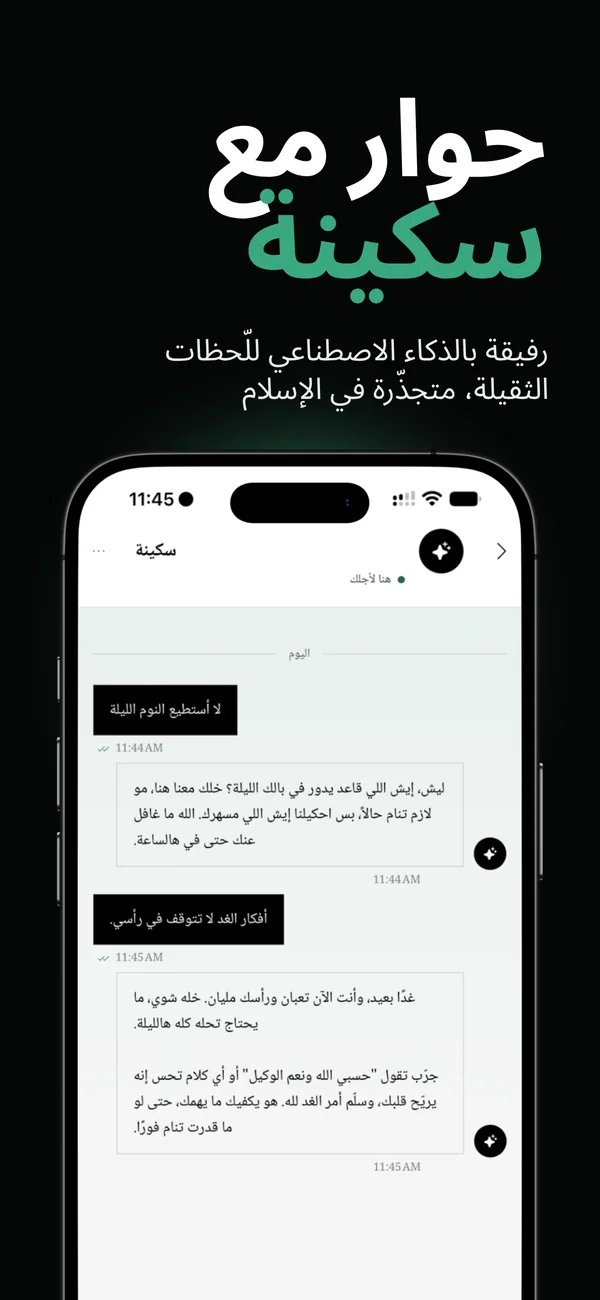 حوار مع
سكينة
رفيقة بالذكاء الاصطناعي للّحظات
الثقيلة، متجذّرة في الإسلام
11:45
سكينة
هنا لأجلك
اليوم
لا أستطيع النوم الليلة
11:44 AM
ليش، إيش اللي قاعد يدور في بالك الليلة؟ خلك معنا هنا، مو
لازم تنام حالاً، بس احكيلنا إيش اللي مسهرك. الله ما غافل
عنك حتى في هالساعة.
11:44 AM
أفكار الغد لا تتوقف في رأسي.
11:45 AM
غدًا بعيد، وأنت الآن تعبان ورأسك مليان. خله شوي، ما
يحتاج تحله كله هالليلة.
جرّب تقول "حسبي الله ونعم الوكيل" أو أي كلام تحس إنه
يريّح قلبك، وسلّم أمر الغد لله. هو يكفيك ما يهمك، حتى لو
ما قدرت تنام فورًا.
11:45 AM